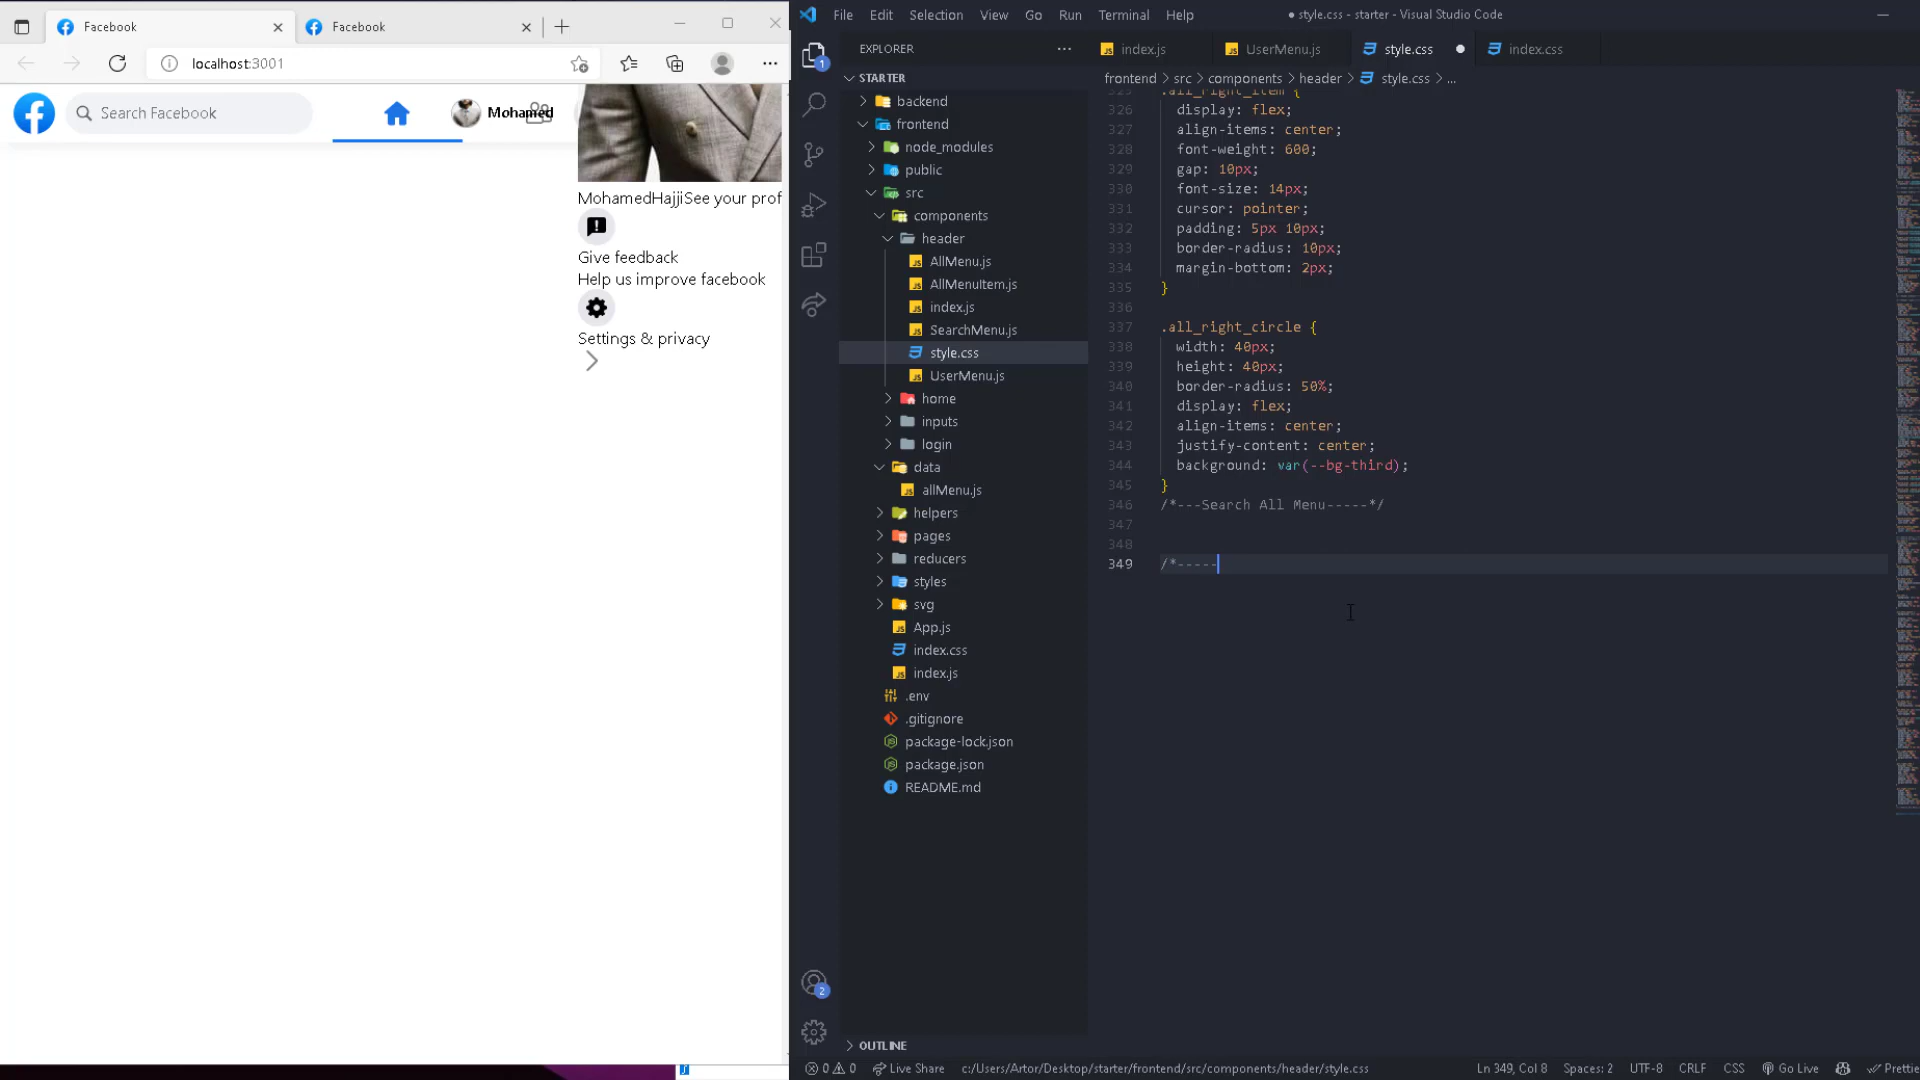 Facebook
Facebook
localhost:3001
Search Facebook
Mohamed
MohamedHajjiSee your prof
Give feedback
Help us improve facebook
Settings & privacy
File Edit Selection View Go Run Terminal Help
● style.css - starter - Visual Studio Code
EXPLORER
1
STARTER
backend
frontend
node_modules
public
src
components
header
AllMenu.js
AllMenuItem.js
index.js
SearchMenu.js
style.css
UserMenu.js
home
inputs
login
data
allMenu.js
helpers
pages
reducers
styles
svg
App.js
index.css
index.js
.env
.gitignore
package-lock.json
package.json
README.md
2
OUTLINE
index.js UserMenu.js style.css index.css
frontend > src > components > header > style.css > ...
325 .all_right_item {
326 display: flex;
327 align-items: center;
328 font-weight: 600;
329 gap: 10px;
330 font-size: 14px;
331 cursor: pointer;
332 padding: 5px 10px;
333 border-radius: 10px;
334 margin-bottom: 2px;
335 }
336
337 .all_right_circle {
338 width: 40px;
339 height: 40px;
340 border-radius: 50%;
341 display: flex;
342 align-items: center;
343 justify-content: center;
344 background: var(--bg-third);
345 }
346 /*---Search All Menu-----*/
347
348
349 /*-----
0 0 Live Share c:/Users/Artor/Desktop/starter/frontend/src/components/header/style.css Ln 349, Col 8 Spaces: 2 UTF-8 CRLF CSS Go Live Prettie